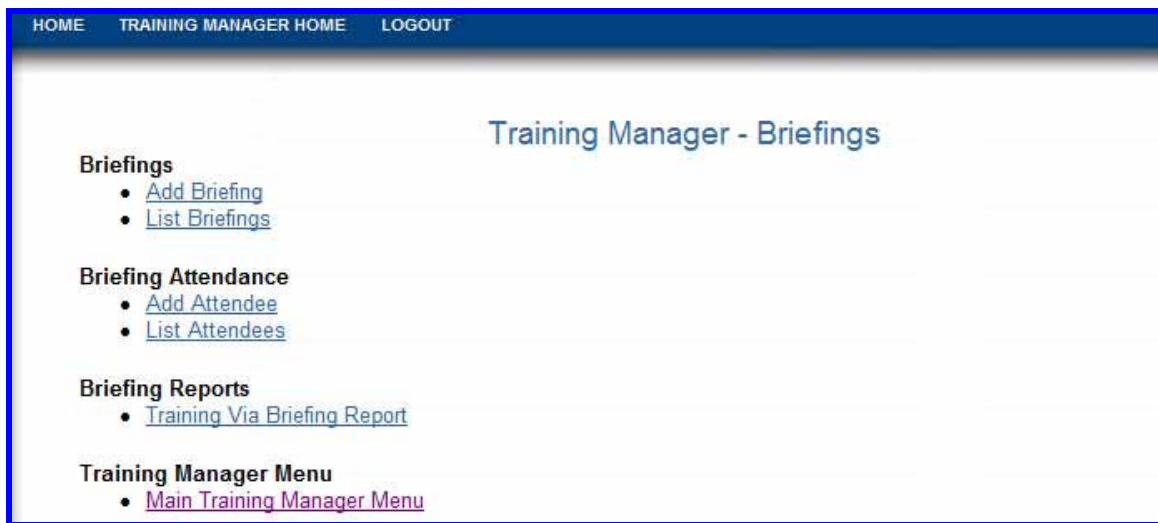 HOME TRAINING MANAGER HOME LOGOUT
Training Manager - Briefings
Briefings
• Add Briefing
• List Briefings
Briefing Attendance
• Add Attendee
• List Attendees
Briefing Reports
• Training Via Briefing Report
Training Manager Menu
• Main Training Manager Menu